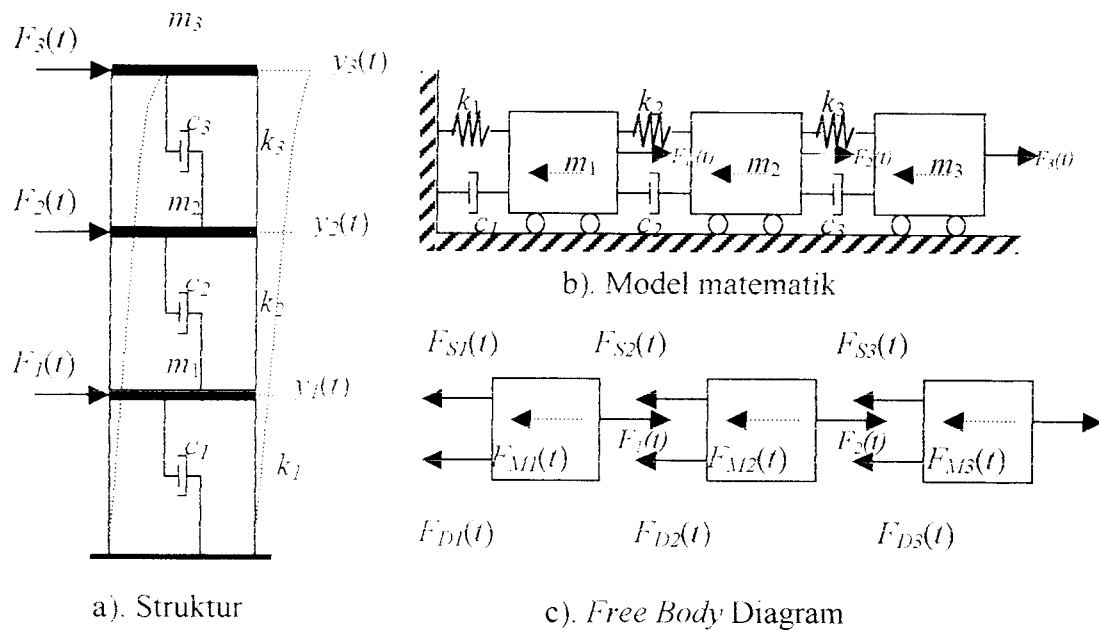 m₃
F₃(t)
y₃(t)
c₃
k₃
F₂(t)
m₂
y₂(t)
c₂
k₂
F₁(t)
m₁
y₁(t)
c₁
k₁
a). Struktur
k₁ k₂ k₃
m₁ F₁(t) m₂ F₂(t) m₃ F₃(t)
c₁ c₂ c₃
b). Model matematik
F_S1(t) F_S2(t) F_S3(t)
F₁(t) F₂(t)
F_M1(t) F_M2(t) F_M3(t)
F_D1(t) F_D2(t) F_D3(t)
c). Free Body Diagram